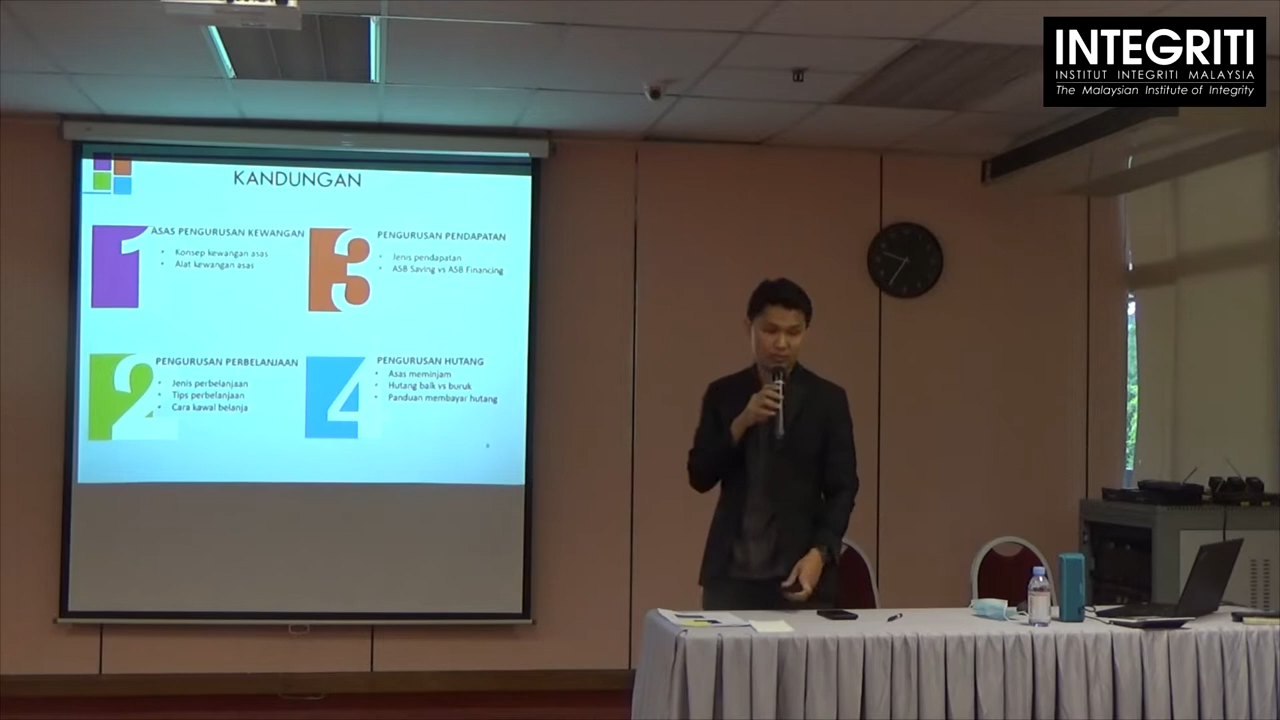 INTEGRITI
INSTITUT INTEGRITI MALAYSIA
The Malaysian Institute of Integrity
KANDUNGAN
1
ASAS PENGURUSAN KEWANGAN
• Konsep kewangan asas
• Alat kewangan asas
2
PENGURUSAN PERBELANJAAN
• Jenis perbelanjaan
• Tips perbelanjaan
• Cara kawal belanja
3
PENGURUSAN PENDAPATAN
• Jenis pendapatan
• ASB Saving vs ASB Financing
4
PENGURUSAN HUTANG
• Asas meminjam
• Hutang baik vs buruk
• Panduan membayar hutang